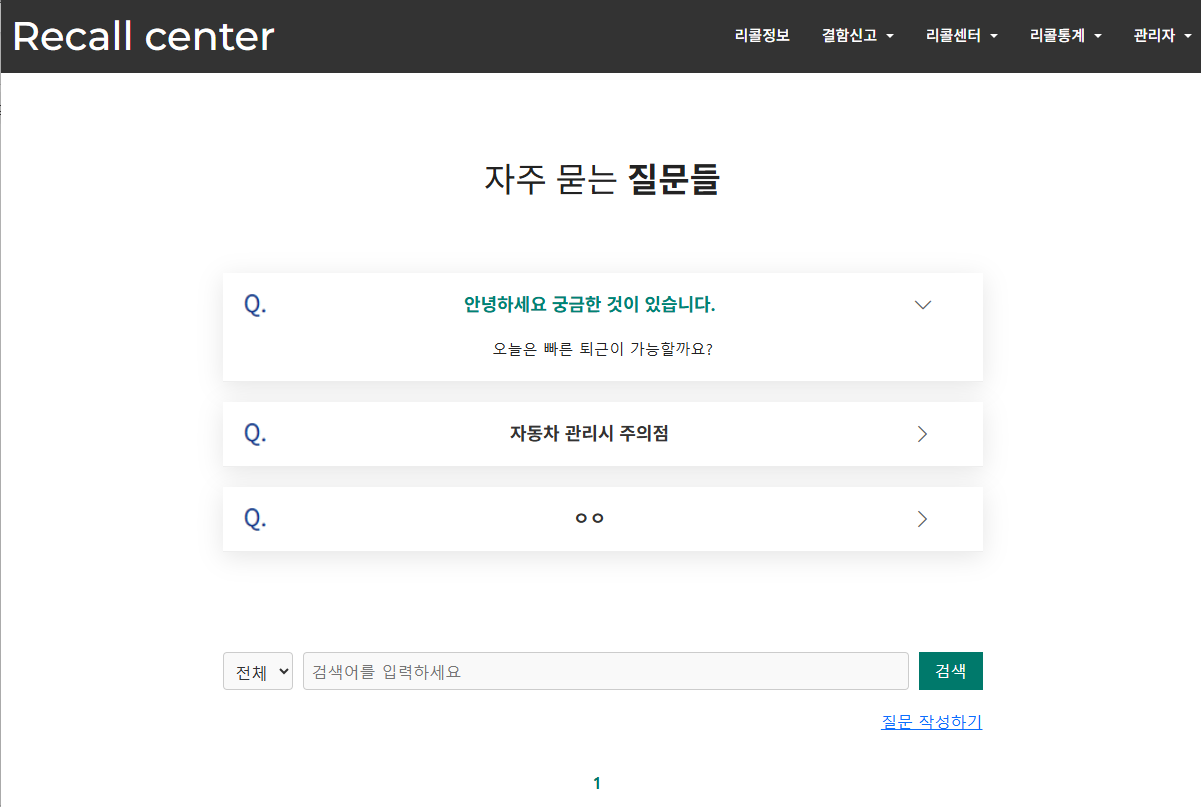 Recall center 리콜정보 결함신고 리콜센터 리콜통계 관리자
자주 묻는 질문들
Q. 안녕하세요 궁금한 것이 있습니다.
오늘은 빠른 퇴근이 가능할까요?
Q. 자동차 관리시 주의점
Q. ㅇㅇ
전체 검색어를 입력하세요 검색
질문 작성하기
1